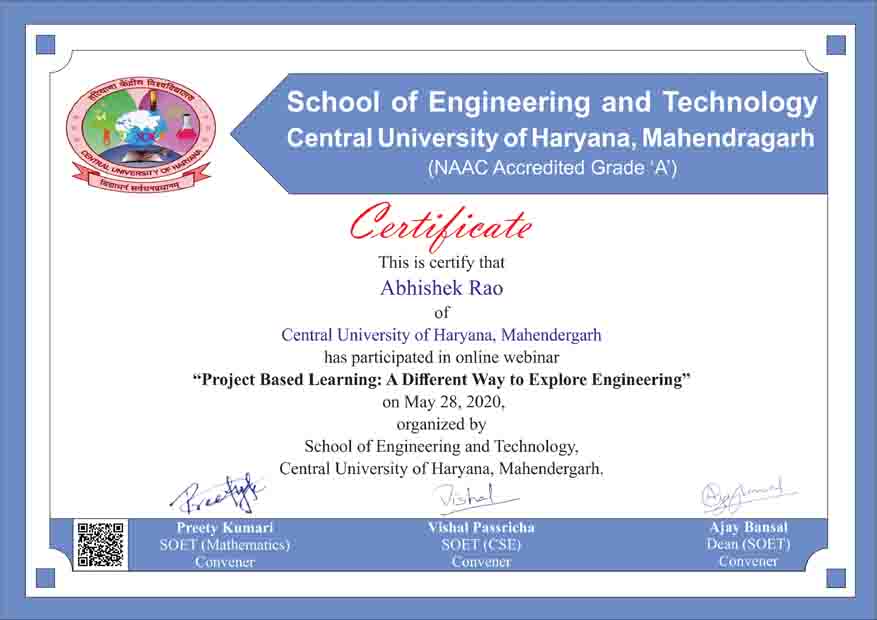 हरियाणा केंद्रीय विश्वविद्यालय
CENTRAL UNIVERSITY OF HARYANA
विद्याधनं सर्वधनप्रधानम्
School of Engineering and Technology
Central University of Haryana, Mahendragarh
(NAAC Accredited Grade ‘A’)
Certificate
This is certify that
Abhishek Rao
of
Central University of Haryana, Mahendergarh
has participated in online webinar
“Project Based Learning: A Different Way to Explore Engineering”
on May 28, 2020,
organized by
School of Engineering and Technology,
Central University of Haryana, Mahendergarh.
Vishal
Preety Kumari
SOET (Mathematics)
Convener
Vishal Passricha
SOET (CSE)
Convener
Ajay Bansal
Dean (SOET)
Convener